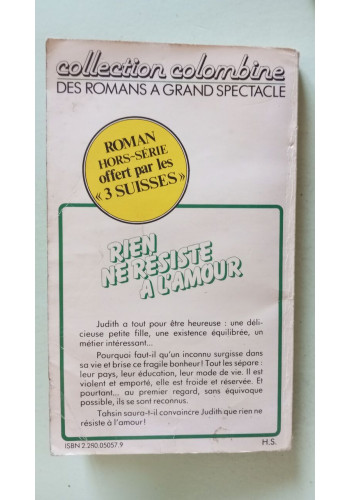 collection colombine
DES ROMANS A GRAND SPECTACLE
ROMAN
HORS-SÉRIE
offert par les
« 3 SUISSES »
RIEN
NE RÉSISTE
A L'AMOUR
Judith a tout pour être heureuse : une déli-
cieuse petite fille, une existence équilibrée, un
métier intéressant...
Pourquoi faut-il qu'un inconnu surgisse dans
sa vie et brise ce fragile bonheur! Tout les sépare :
leur pays, leur éducation, leur mode de vie. Il est
violent et emporté, elle est froide et réservée. Et
pourtant... au premier regard, sans équivoque
possible, ils se sont reconnus.
Tahsin saura-t-il convaincre Judith que rien ne
résiste à l'amour!
ISBN 2.280.05057.9
H.S.